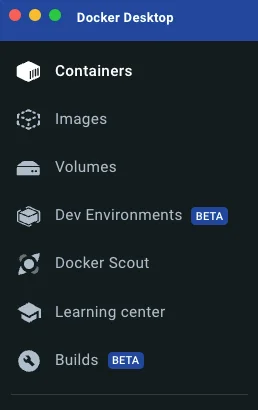 Docker Desktop
Containers
Images
Volumes
Dev Environments BETA
Docker Scout
Learning center
Builds BETA